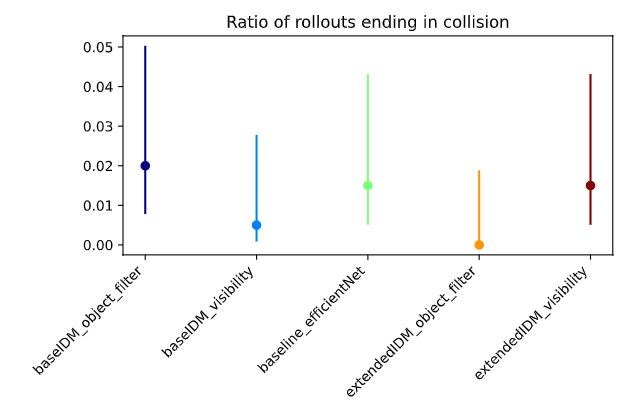 Ratio of rollouts ending in collision
0.05
0.04
0.03
0.02
0.01
0.00
baseIDM_object_filter
baseIDM_visibility
baseline_efficientNet
extendedIDM_object_filter
extendedIDM_visibility